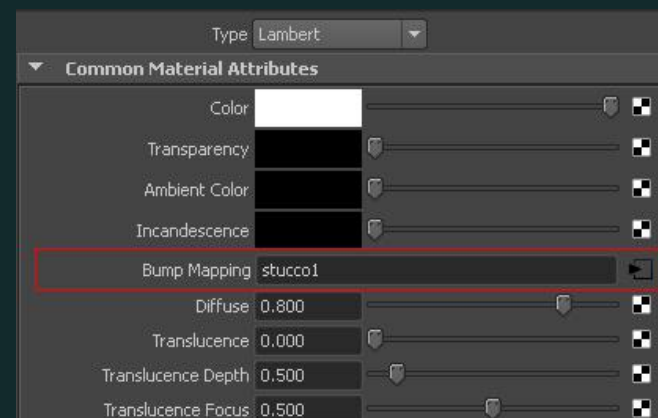 Type Lambert
Common Material Attributes
Color
Transparency
Ambient Color
Incandescence
Bump Mapping stucco1
Diffuse 0.800
Translucence 0.000
Translucence Depth 0.500
Translucence Focus 0.500